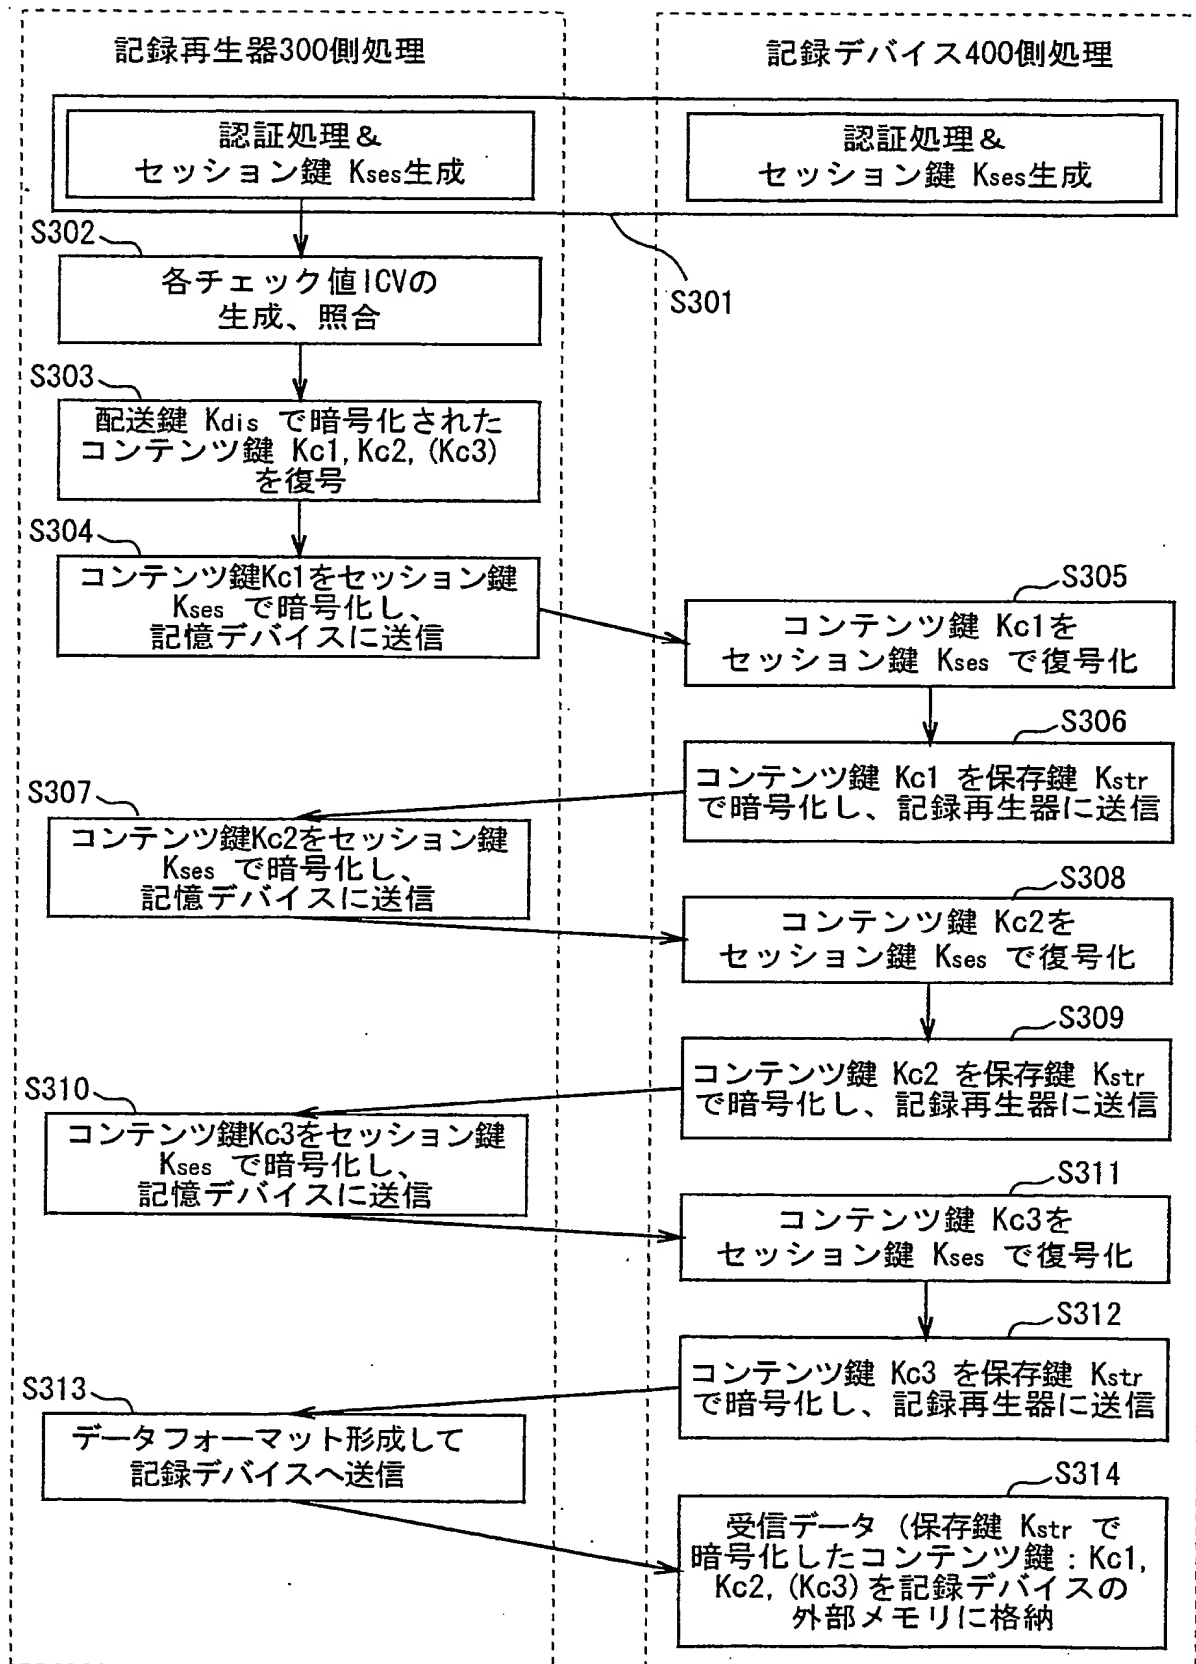 記録再生器300側処理
記録デバイス400側処理
認証処理&
セッション鍵 Kses生成
認証処理&
セッション鍵 Kses生成
S301
S302
各チェック値ICVの
生成、照合
S303
配送鍵 Kdis で暗号化された
コンテンツ鍵 Kc1, Kc2, (Kc3)
を復号
S304
コンテンツ鍵Kc1をセッション鍵
Kses で暗号化し、
記憶デバイスに送信
S305
コンテンツ鍵 Kc1を
セッション鍵 Kses で復号化
S306
コンテンツ鍵 Kc1 を保存鍵 Kstr
で暗号化し、記録再生器に送信
S307
コンテンツ鍵Kc2をセッション鍵
Kses で暗号化し、
記憶デバイスに送信
S308
コンテンツ鍵 Kc2を
セッション鍵 Kses で復号化
S309
コンテンツ鍵 Kc2 を保存鍵 Kstr
で暗号化し、記録再生器に送信
S310
コンテンツ鍵Kc3をセッション鍵
Kses で暗号化し、
記憶デバイスに送信
S311
コンテンツ鍵 Kc3を
セッション鍵 Kses で復号化
S312
コンテンツ鍵 Kc3 を保存鍵 Kstr
で暗号化し、記録再生器に送信
S313
データフォーマット形成して
記録デバイスへ送信
S314
受信データ (保存鍵 Kstr で
暗号化したコンテンツ鍵:Kc1,
Kc2, (Kc3)を記録デバイスの
外部メモリに格納